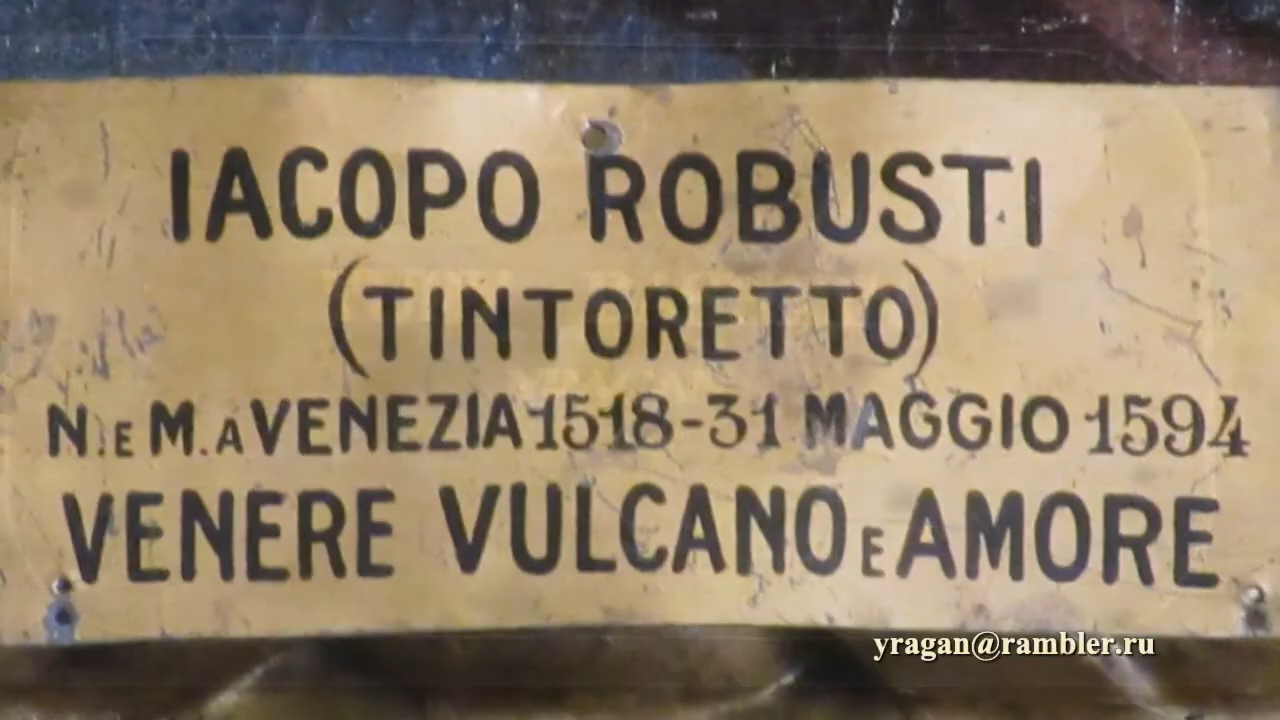 IACOPO ROBUSTI
(TINTORETTO)
N. E M. A VENEZIA 1518-31 MAGGIO 1594
VENERE VULCANO E AMORE
yragan@rambler.ru